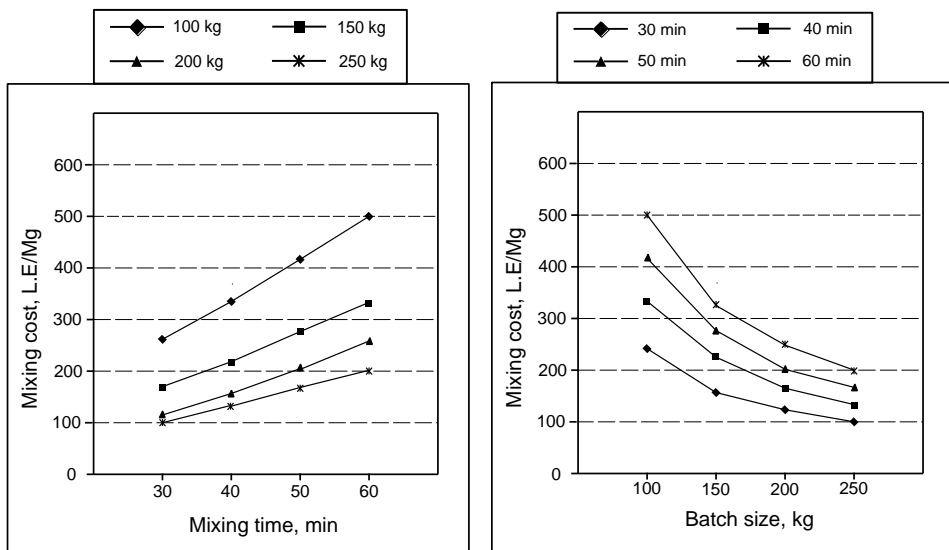 100 kg 150 kg
200 kg 250 kg
600
500
400
300
200
100
0
30 40 50 60
Mixing time, min
Mixing cost, L.E/Mg
30 min 40 min
50 min 60 min
600
500
400
300
200
100
0
100 150 200 250
Batch size, kg
Mixing cost, L.E/Mg